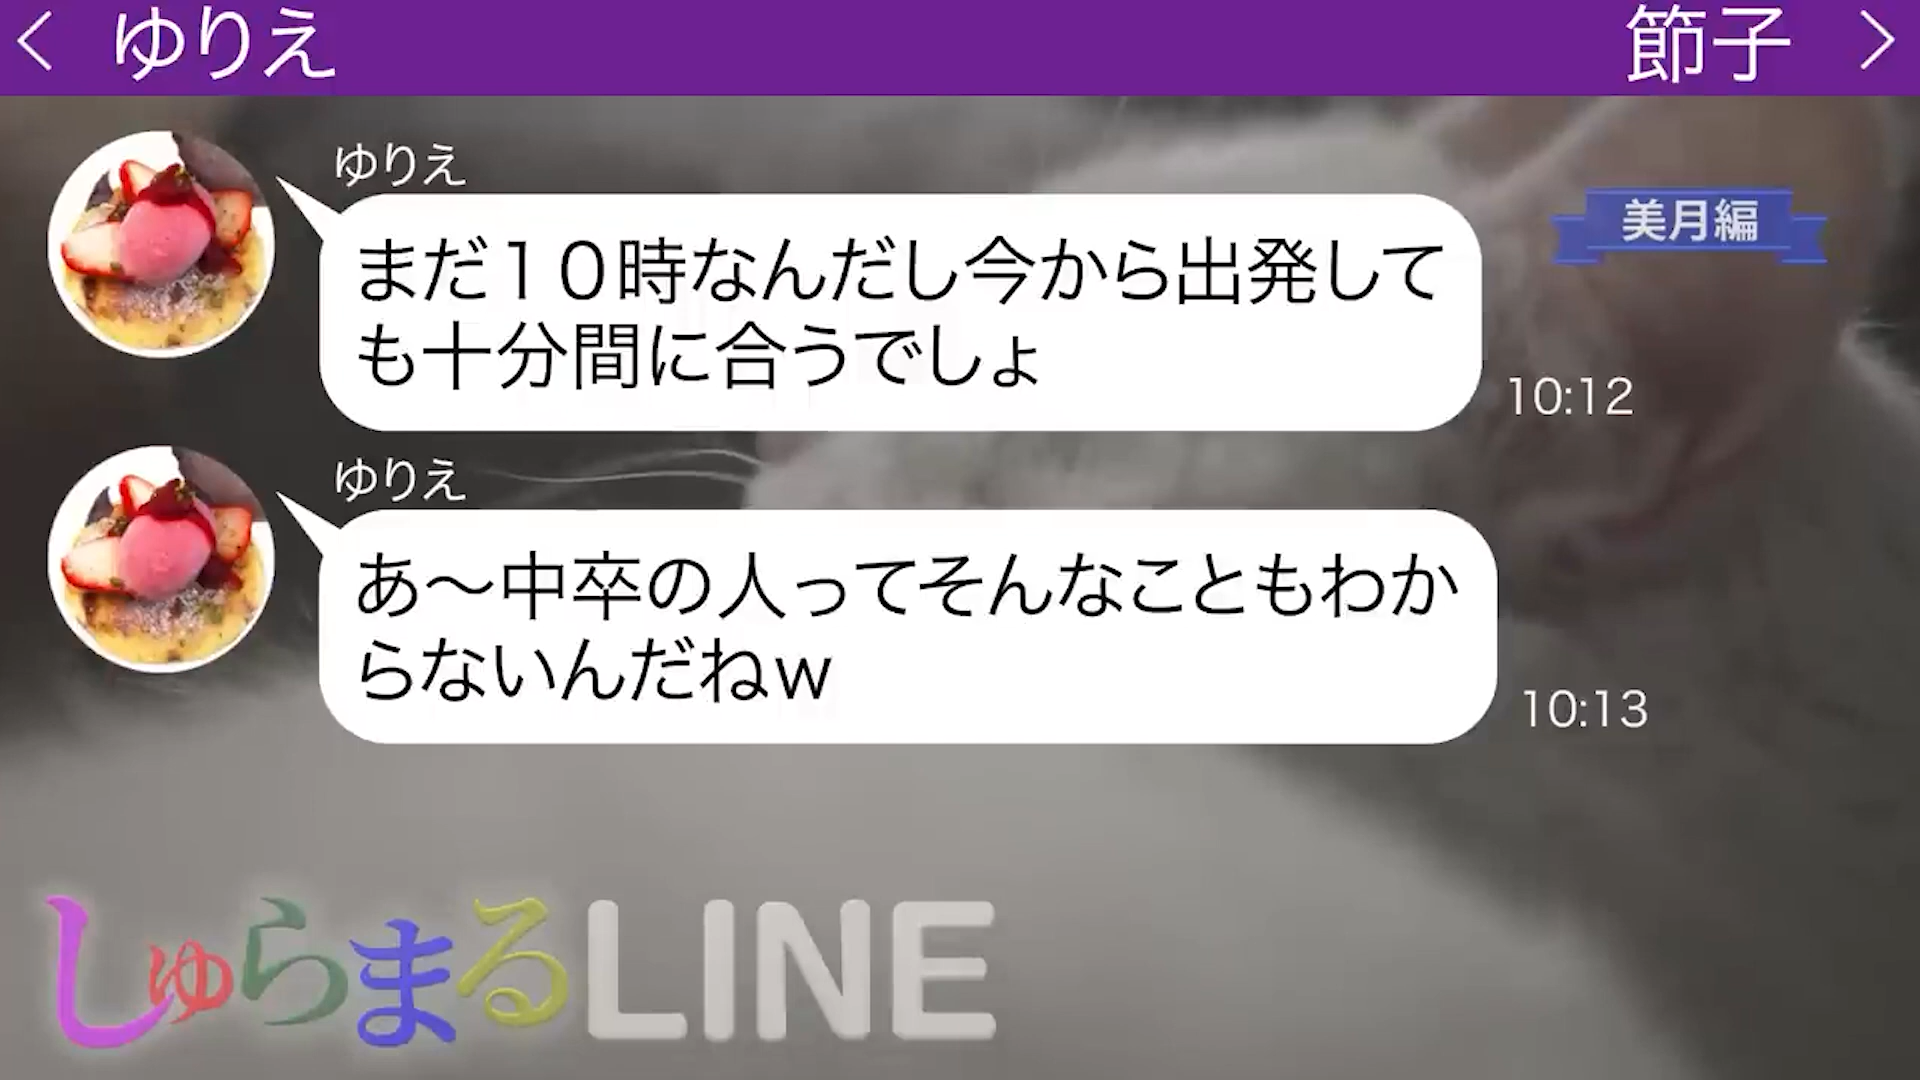 ゆりえ
節子
ゆりえ
美月編
まだ１０時なんだし今から出発して
も十分間に合うでしょ
10:12
ゆりえ
あ〜中卒の人ってそんなこともわか
らないんだねｗ
10:13
しゅらまるLINE